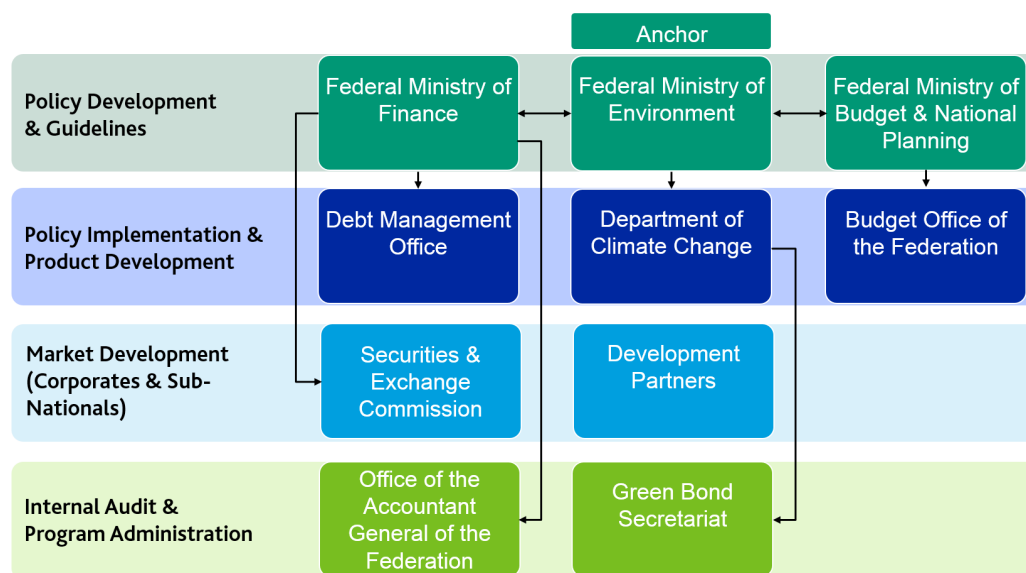 Anchor
Policy Development
& Guidelines
Federal Ministry of
Finance
Federal Ministry of
Environment
Federal Ministry of
Budget & National
Planning
Policy Implementation &
Product Development
Debt Management
Office
Department of
Climate Change
Budget Office of
the Federation
Market Development
(Corporates & Sub-
Nationals)
Securities &
Exchange
Commission
Development
Partners
Internal Audit &
Program Administration
Office of the
Accountant
General of the
Federation
Green Bond
Secretariat